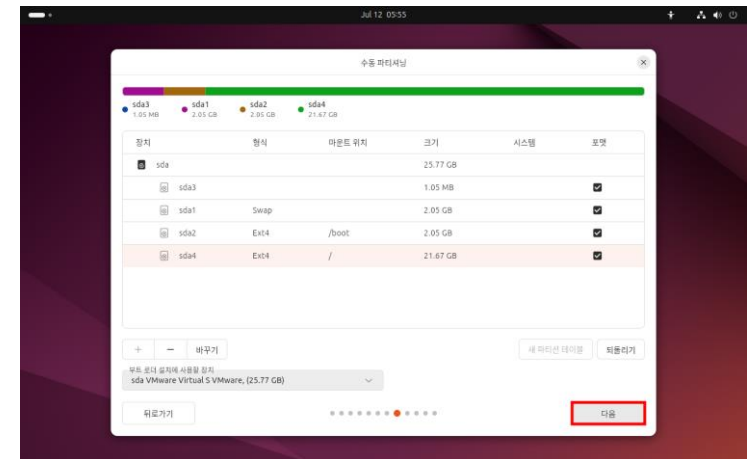 Jul 12 05:55
수동 파티셔닝
sda3 sda1 sda2 sda4
1.05 MB 2.05 GB 2.05 GB 21.67 GB
장치 형식 마운트 위치 크기 시스템 포맷
sda 25.77 GB
sda3 1.05 MB
sda1 Swap 2.05 GB
sda2 Ext4 /boot 2.05 GB
sda4 Ext4 / 21.67 GB
+ − 바꾸기 새 파티션 테이블 되돌리기
부트 로더 설치에 사용할 장치
sda VMware Virtual S VMware, (25.77 GB)
뒤로가기 다음